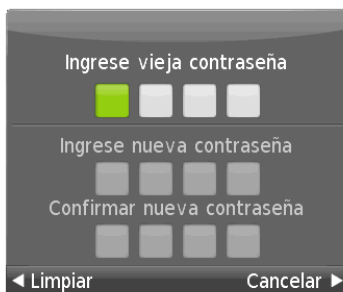 Ingrese vieja contraseña
Ingrese nueva contraseña
Confirmar nueva contraseña
◀ Limpiar Cancelar ▶